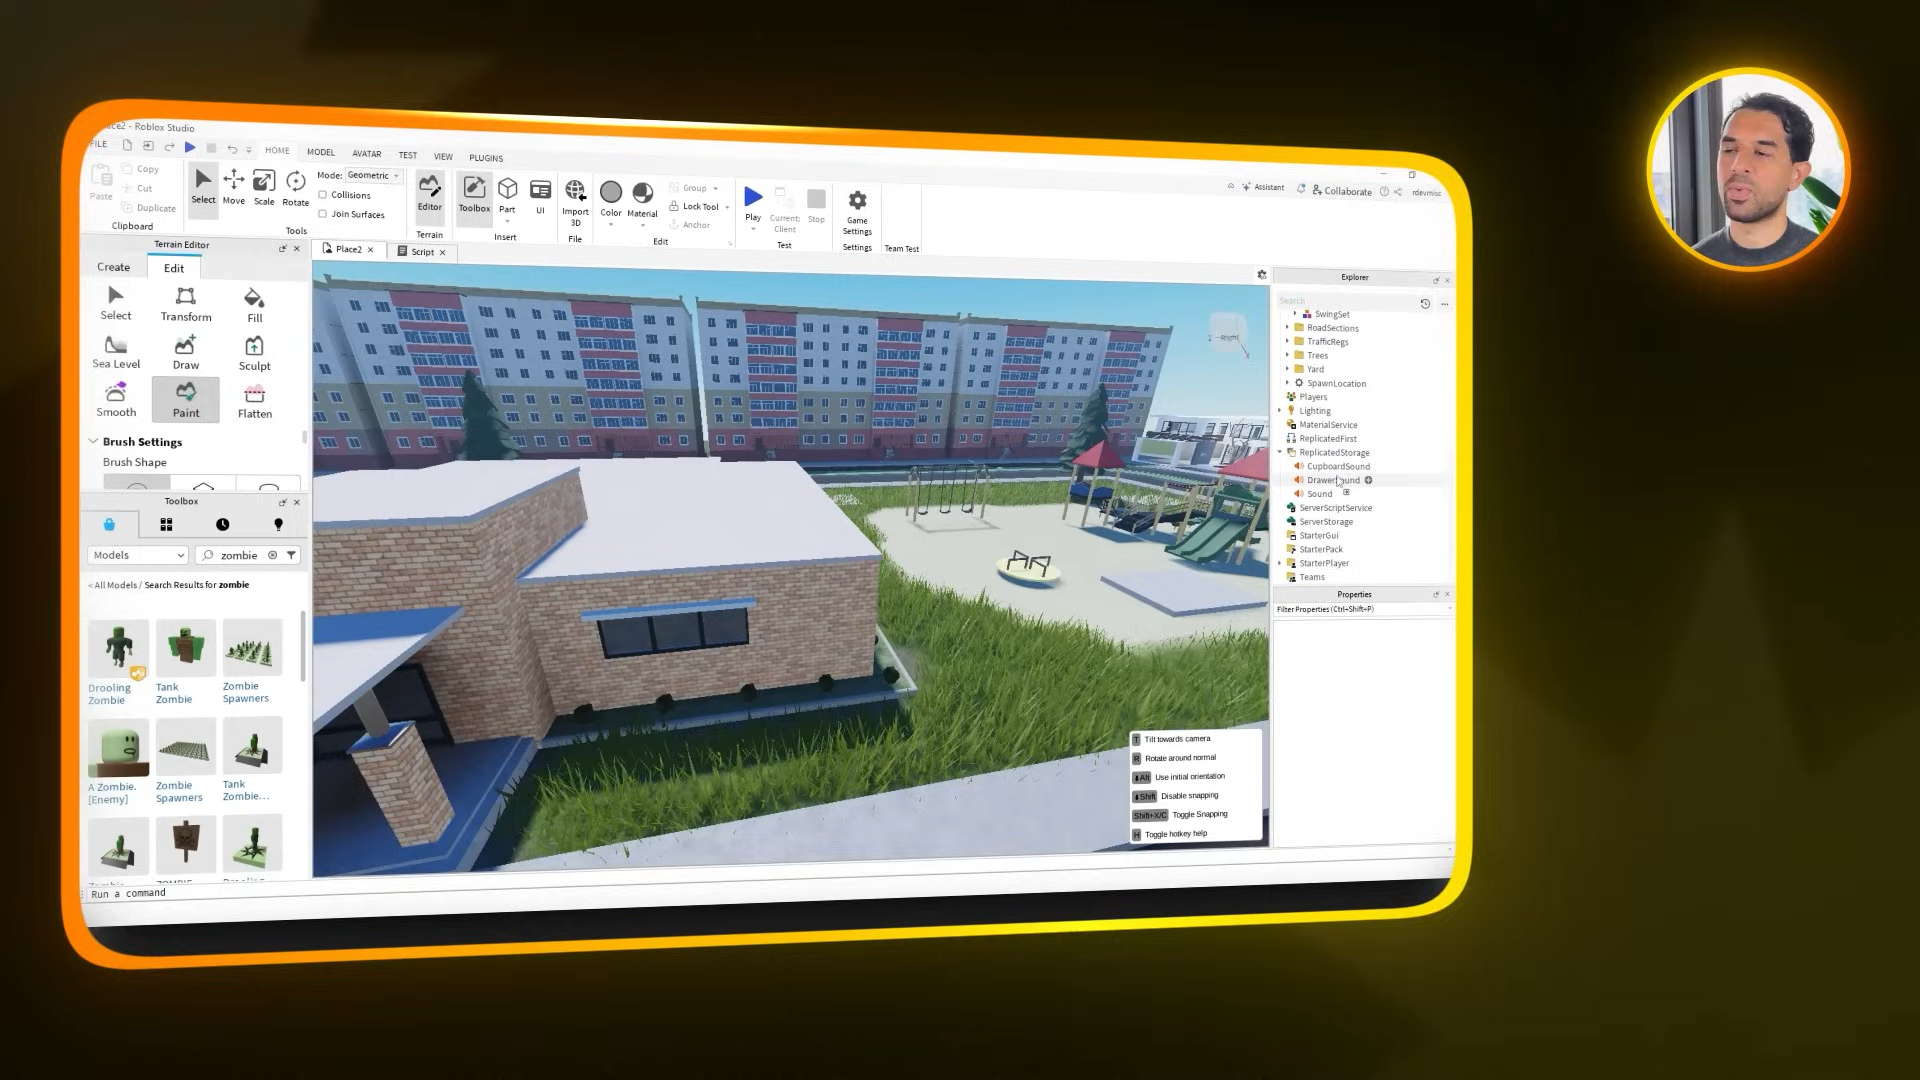 ce2 - Roblox Studio
FILE
HOME
MODEL
AVATAR
TEST
VIEW
PLUGINS
Paste
Copy
Cut
Duplicate
Clipboard
Select
Move
Scale
Rotate
Mode: Geometric
Collisions
Join Surfaces
Tools
Editor
Terrain
Toolbox
Part
UI
Insert
Import
3D
File
Color
Material
Group
Lock Tool
Anchor
Edit
Play
Current:
Client
Stop
Test
Game
Settings
Settings
Team Test
Assistant
Collaborate
rdevmisc
Terrain Editor
Create
Edit
Select
Transform
Fill
Sea Level
Draw
Sculpt
Smooth
Paint
Flatten
Brush Settings
Brush Shape
Toolbox
Models
zombie
< All Models / Search Results for zombie
Drooling
Zombie
Tank
Zombie
Zombie
Spawners
A Zombie.
[Enemy]
Zombie
Spawners
Tank
Zombie...
Run a command
Place2
Script
Right
Tilt towards camera
T
R
Rotate around normal
Alt
Use initial orientation
Shift
Disable snapping
Shift+X/C
Toggle Snapping
H
Toggle hotkey help
Explorer
Search
SwingSet
RoadSections
TrafficRegs
Trees
Yard
SpawnLocation
Players
Lighting
MaterialService
ReplicatedFirst
ReplicatedStorage
CupboardSound
Sound
ServerScriptService
ServerStorage
StarterGui
StarterPack
StarterPlayer
Teams
Properties
Filter Properties (Ctrl+Shift+P)